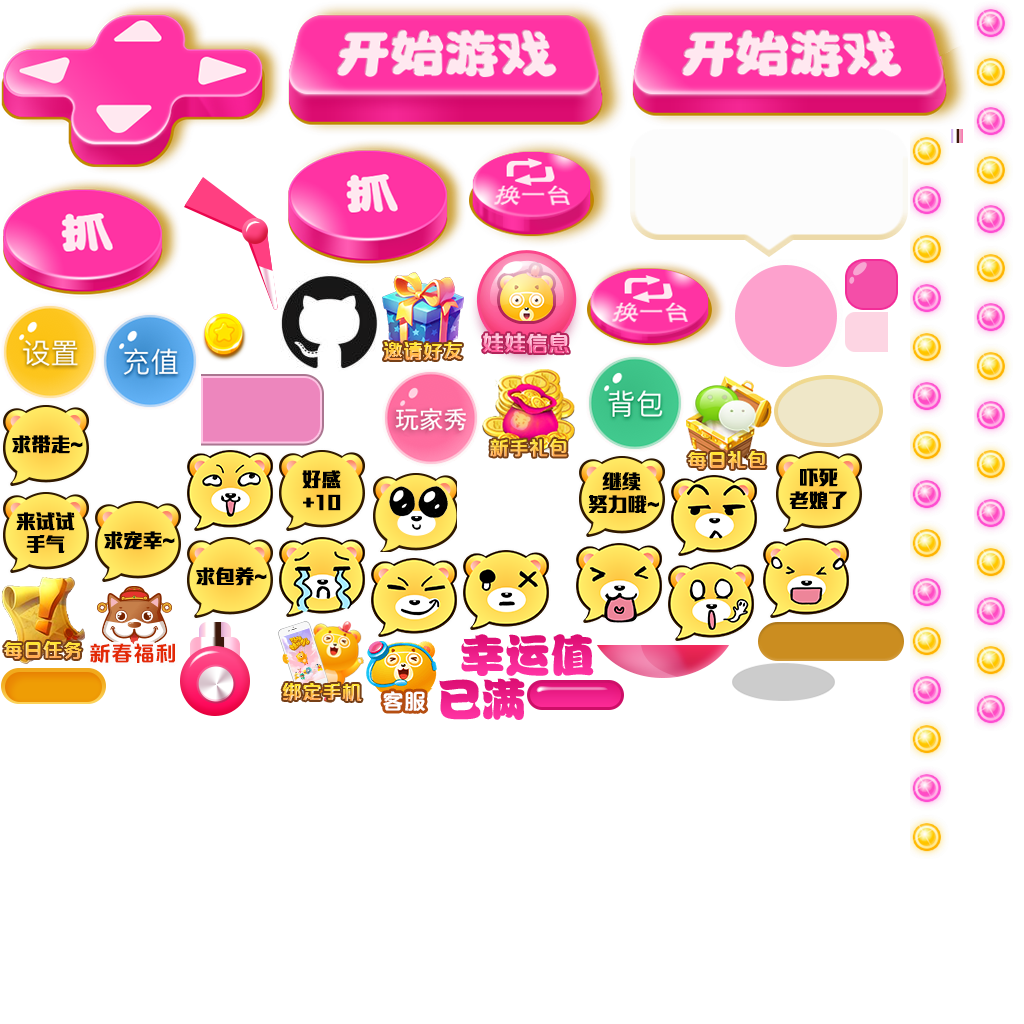 开始游戏
开始游戏
抓
换一台
抓
设置
充值
邀请好友
娃娃信息
换一台
玩家秀
新手礼包
背包
每日礼包
求带走~
好感
+10
继续
努力哦~
吓死
老娘了
来试试
手气
求宠幸~
求包养~
每日任务
新春福利
绑定手机
客服
幸运值
已满